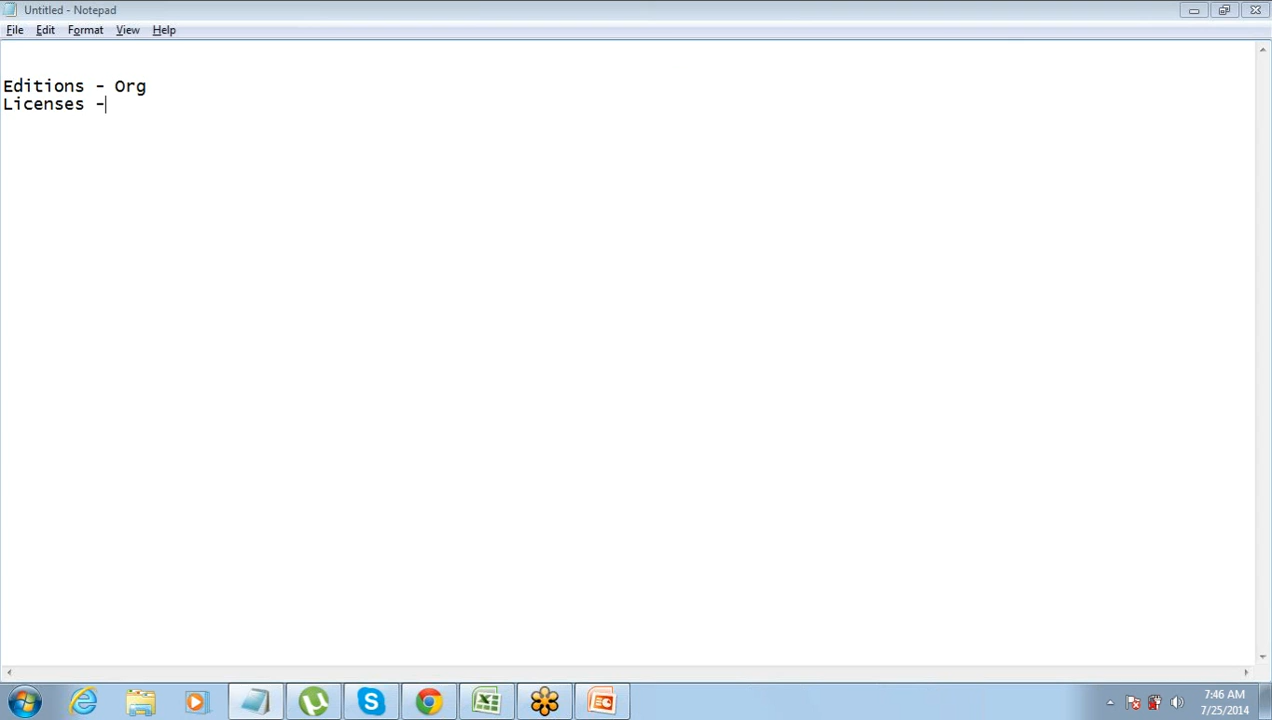 Untitled - Notepad
File Edit Format View Help
Editions - Org
Licenses -
7:46 AM
7/25/2014